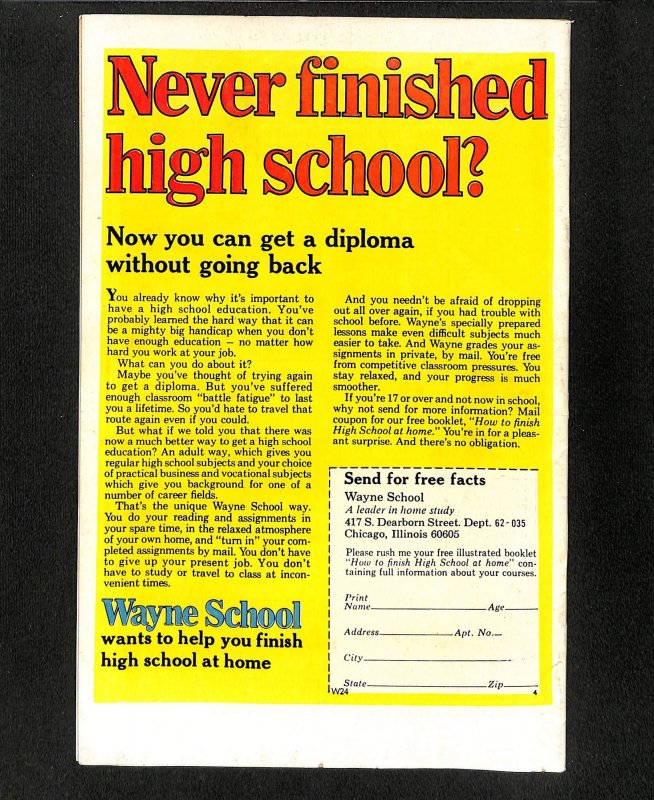 Never finished
high school?
Now you can get a diploma
without going back
You already know why it's important to
have a high school education. You've
probably learned the hard way that it can
be a mighty big handicap when you don't
have enough education – no matter how
hard you work at your job.
What can you do about it?
Maybe you've thought of trying again
to get a diploma. But you've suffered
enough classroom "battle fatigue" to last
you a lifetime. So you'd hate to travel that
route again even if you could.
But what if we told you that there was
now a much better way to get a high school
education? An adult way, which gives you
regular high school subjects and your choice
of practical business and vocational subjects
which give you background for one of a
number of career fields.
That's the unique Wayne School way.
You do your reading and assignments in
your spare time, in the relaxed atmosphere
of your own home, and "turn in" your com-
pleted assignments by mail. You don't have
to give up your present job. You don't
have to study or travel to class at incon-
venient times.
Wayne School
wants to help you finish
high school at home
And you needn't be afraid of dropping
out all over again, if you had trouble with
school before. Wayne's specially prepared
lessons make even difficult subjects much
easier to take. And Wayne grades your as-
signments in private, by mail. You're free
from competitive classroom pressures. You
stay relaxed, and your progress is much
smoother.
If you're 17 or over and not now in school,
why not send for more information? Mail
coupon for our free booklet, "How to finish
High School at home." You're in for a pleas-
ant surprise. And there's no obligation.
Send for free facts
Wayne School
A leader in home study
417 S. Dearborn Street. Dept. 62-035
Chicago, Illinois 60605
Please rush me your free illustrated booklet
"How to finish High School at home" con-
taining full information about your courses.
Print
Name Age
Address Apt. No.
City
State Zip
W24 4